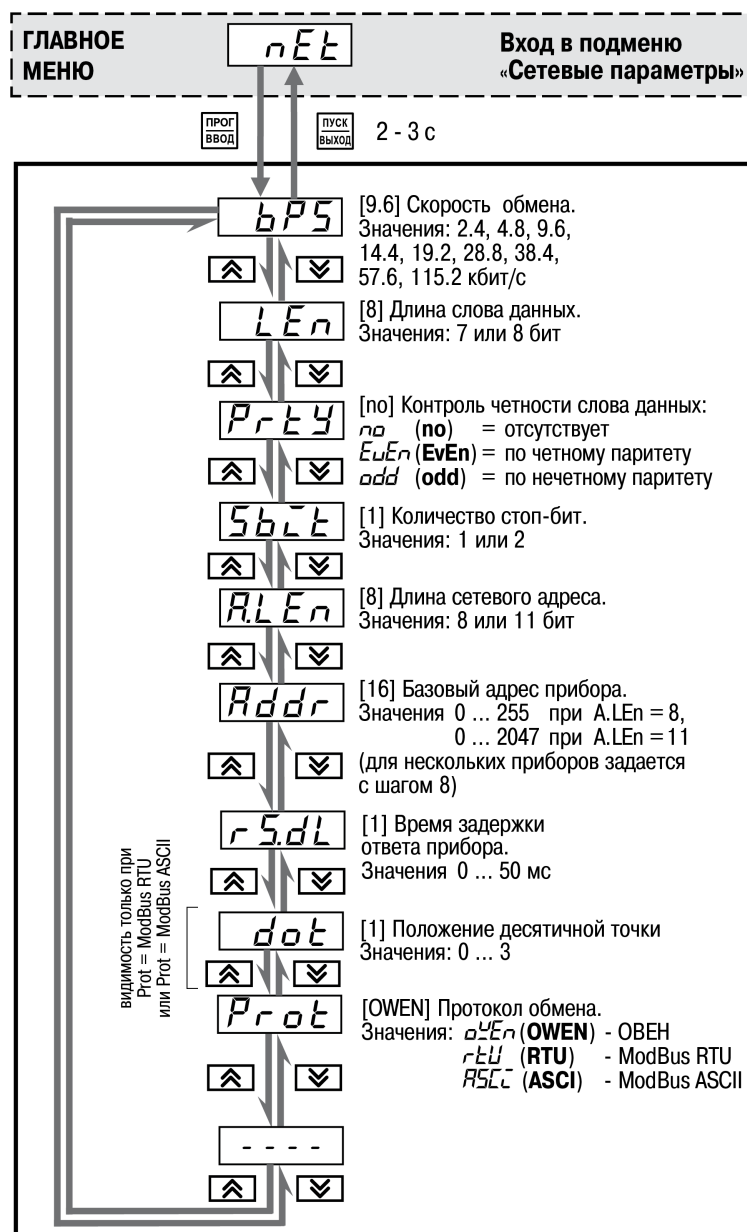 ГЛАВНОЕ
МЕНЮ
nEt
Вход в подменю
«Сетевые параметры»
ПРОГ
ВВОД
ПУСК
ВЫХОД
2 - 3 с
bPS
[9.6] Скорость обмена.
Значения: 2.4, 4.8, 9.6,
14.4, 19.2, 28.8, 38.4,
57.6, 115.2 кбит/с
LEn
[8] Длина слова данных.
Значения: 7 или 8 бит
PrtY
[no] Контроль четности слова данных:
no (no) = отсутствует
EvEn (EvEn) = по четному паритету
odd (odd) = по нечетному паритету
Sbit
[1] Количество стоп-бит.
Значения: 1 или 2
A.LEn
[8] Длина сетевого адреса.
Значения: 8 или 11 бит
Addr
[16] Базовый адрес прибора.
Значения 0 ... 255 при A.LEn = 8,
0 ... 2047 при A.LEn = 11
(для нескольких приборов задается
с шагом 8)
rS.dL
[1] Время задержки
ответа прибора.
Значения 0 ... 50 мс
видимость только при
Prot = ModBus RTU
или Prot = ModBus ASCII
dot
[1] Положение десятичной точки
Значения: 0 ... 3
Prot
[OWEN] Протокол обмена.
Значения: oWEn (OWEN) - ОВЕН
rtU (RTU) - ModBus RTU
ASCi (ASCI) - ModBus ASCII
- - - -